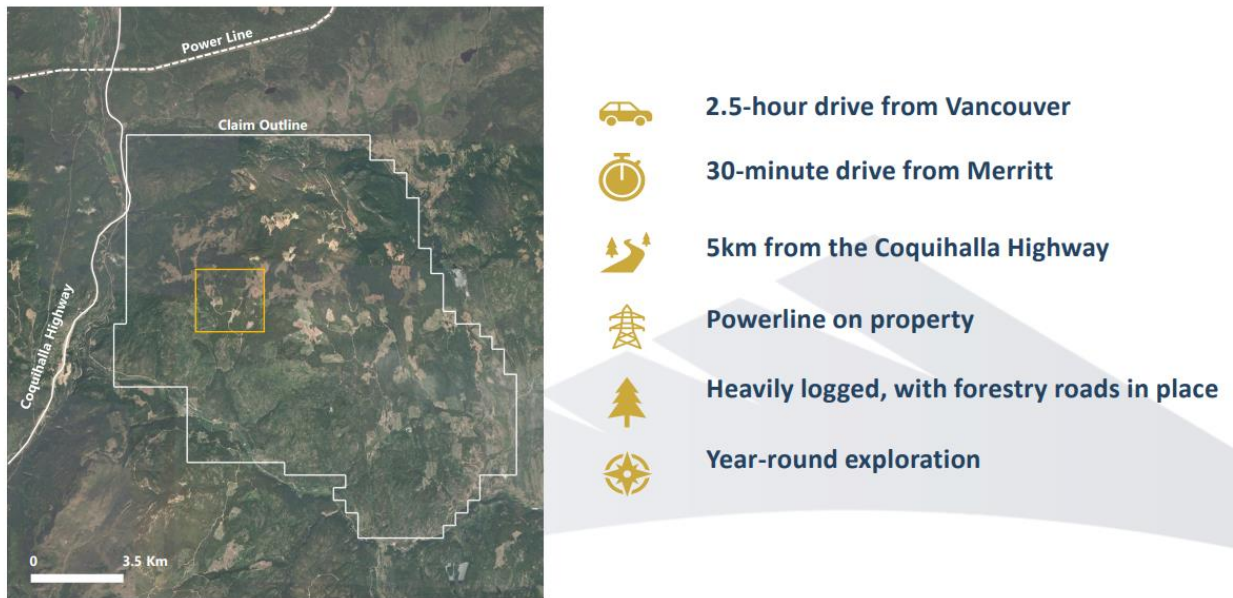 Power Line
Claim Outline
Coquihalla Highway
0 3.5 Km
2.5-hour drive from Vancouver
30-minute drive from Merritt
5km from the Coquihalla Highway
Powerline on property
Heavily logged, with forestry roads in place
Year-round exploration